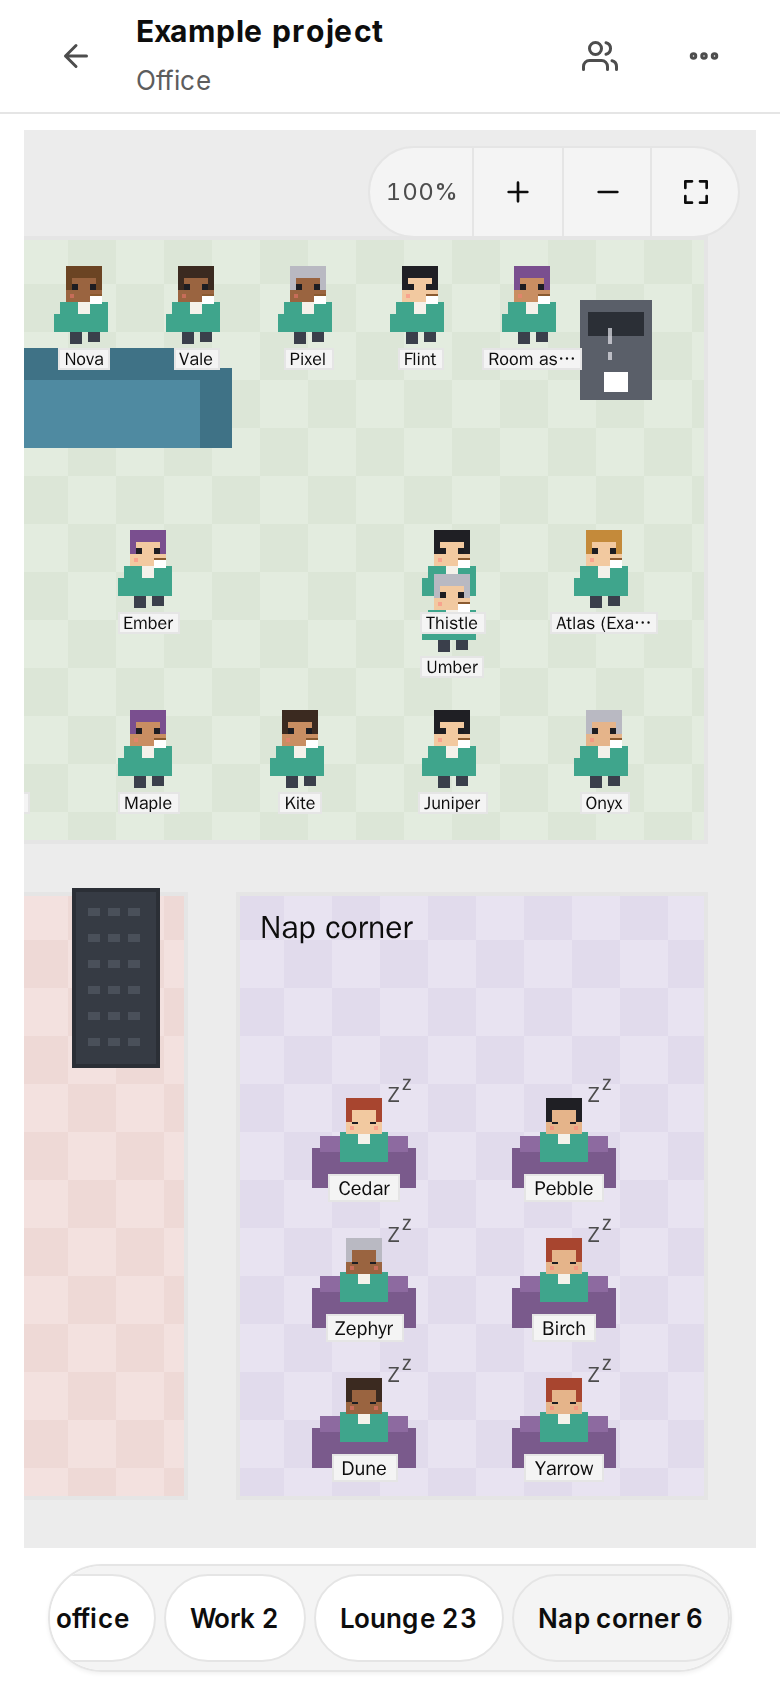 Example project
Office
100%
Nova
Vale
Pixel
Flint
Room as···
Ember
Thistle
Atlas (Exa···
Umber
Maple
Kite
Juniper
Onyx
Nap corner
z z
z z
Cedar
Pebble
z z
z z
Zephyr
Birch
z z
z z
Dune
Yarrow
office
Work 2
Lounge 23
Nap corner 6